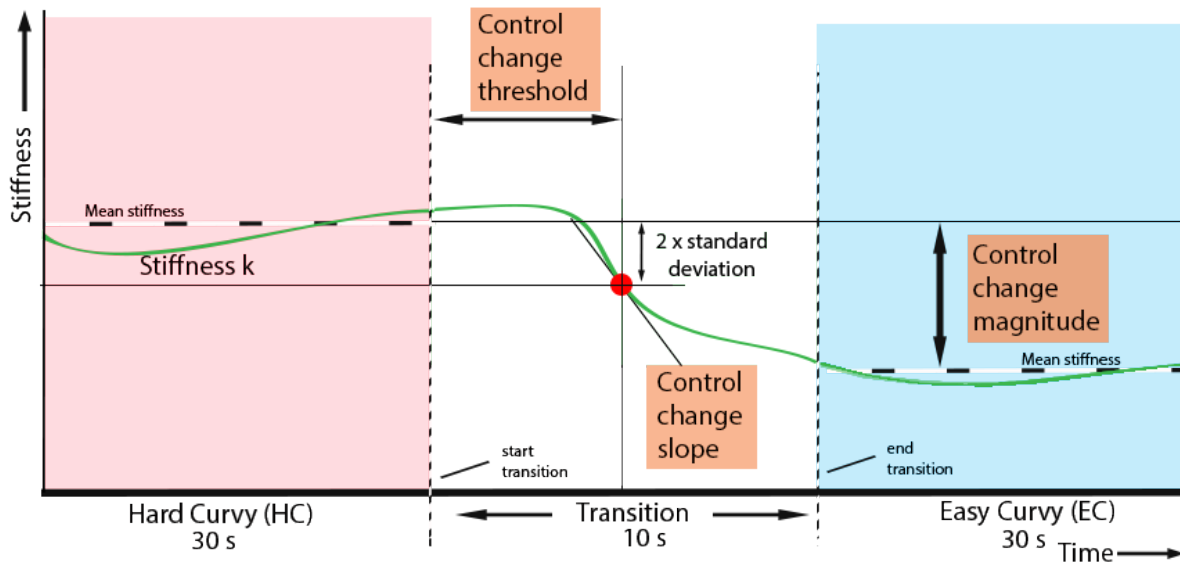 Control
change
threshold
Stiffness
Mean stiffness
Stiffness k
2 x standard
deviation
Control
change
magnitude
Mean stiffness
Control
change
slope
start
transition
end
transition
Hard Curvy (HC)
30 s
Transition
10 s
Easy Curvy (EC)
30 s
Time